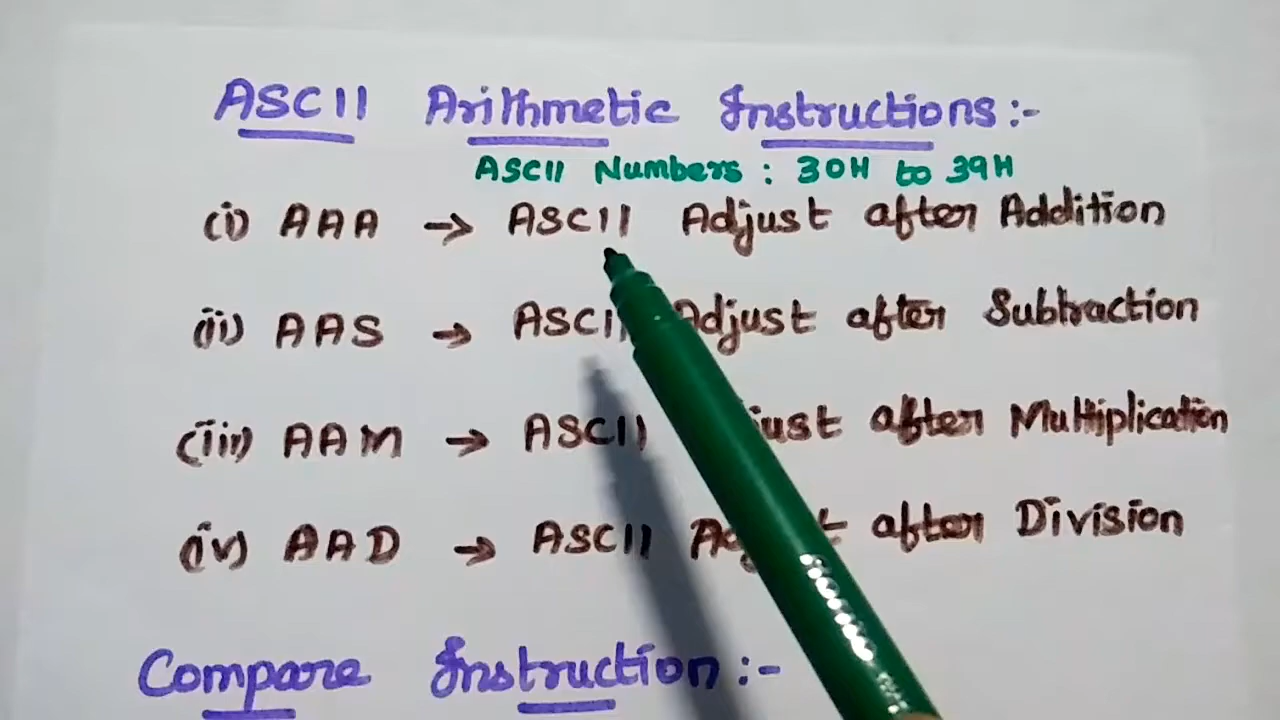 ASCII Arithmetic Instructions:-
ASCII Numbers : 30H to 39H
(i) AAA → ASCII Adjust after Addition
(ii) AAS → ASCII Adjust after Subtraction
(iii) AAM → ASCII after Multiplication
(iv) AAD → ASCII after Division
Compare Instruction:-